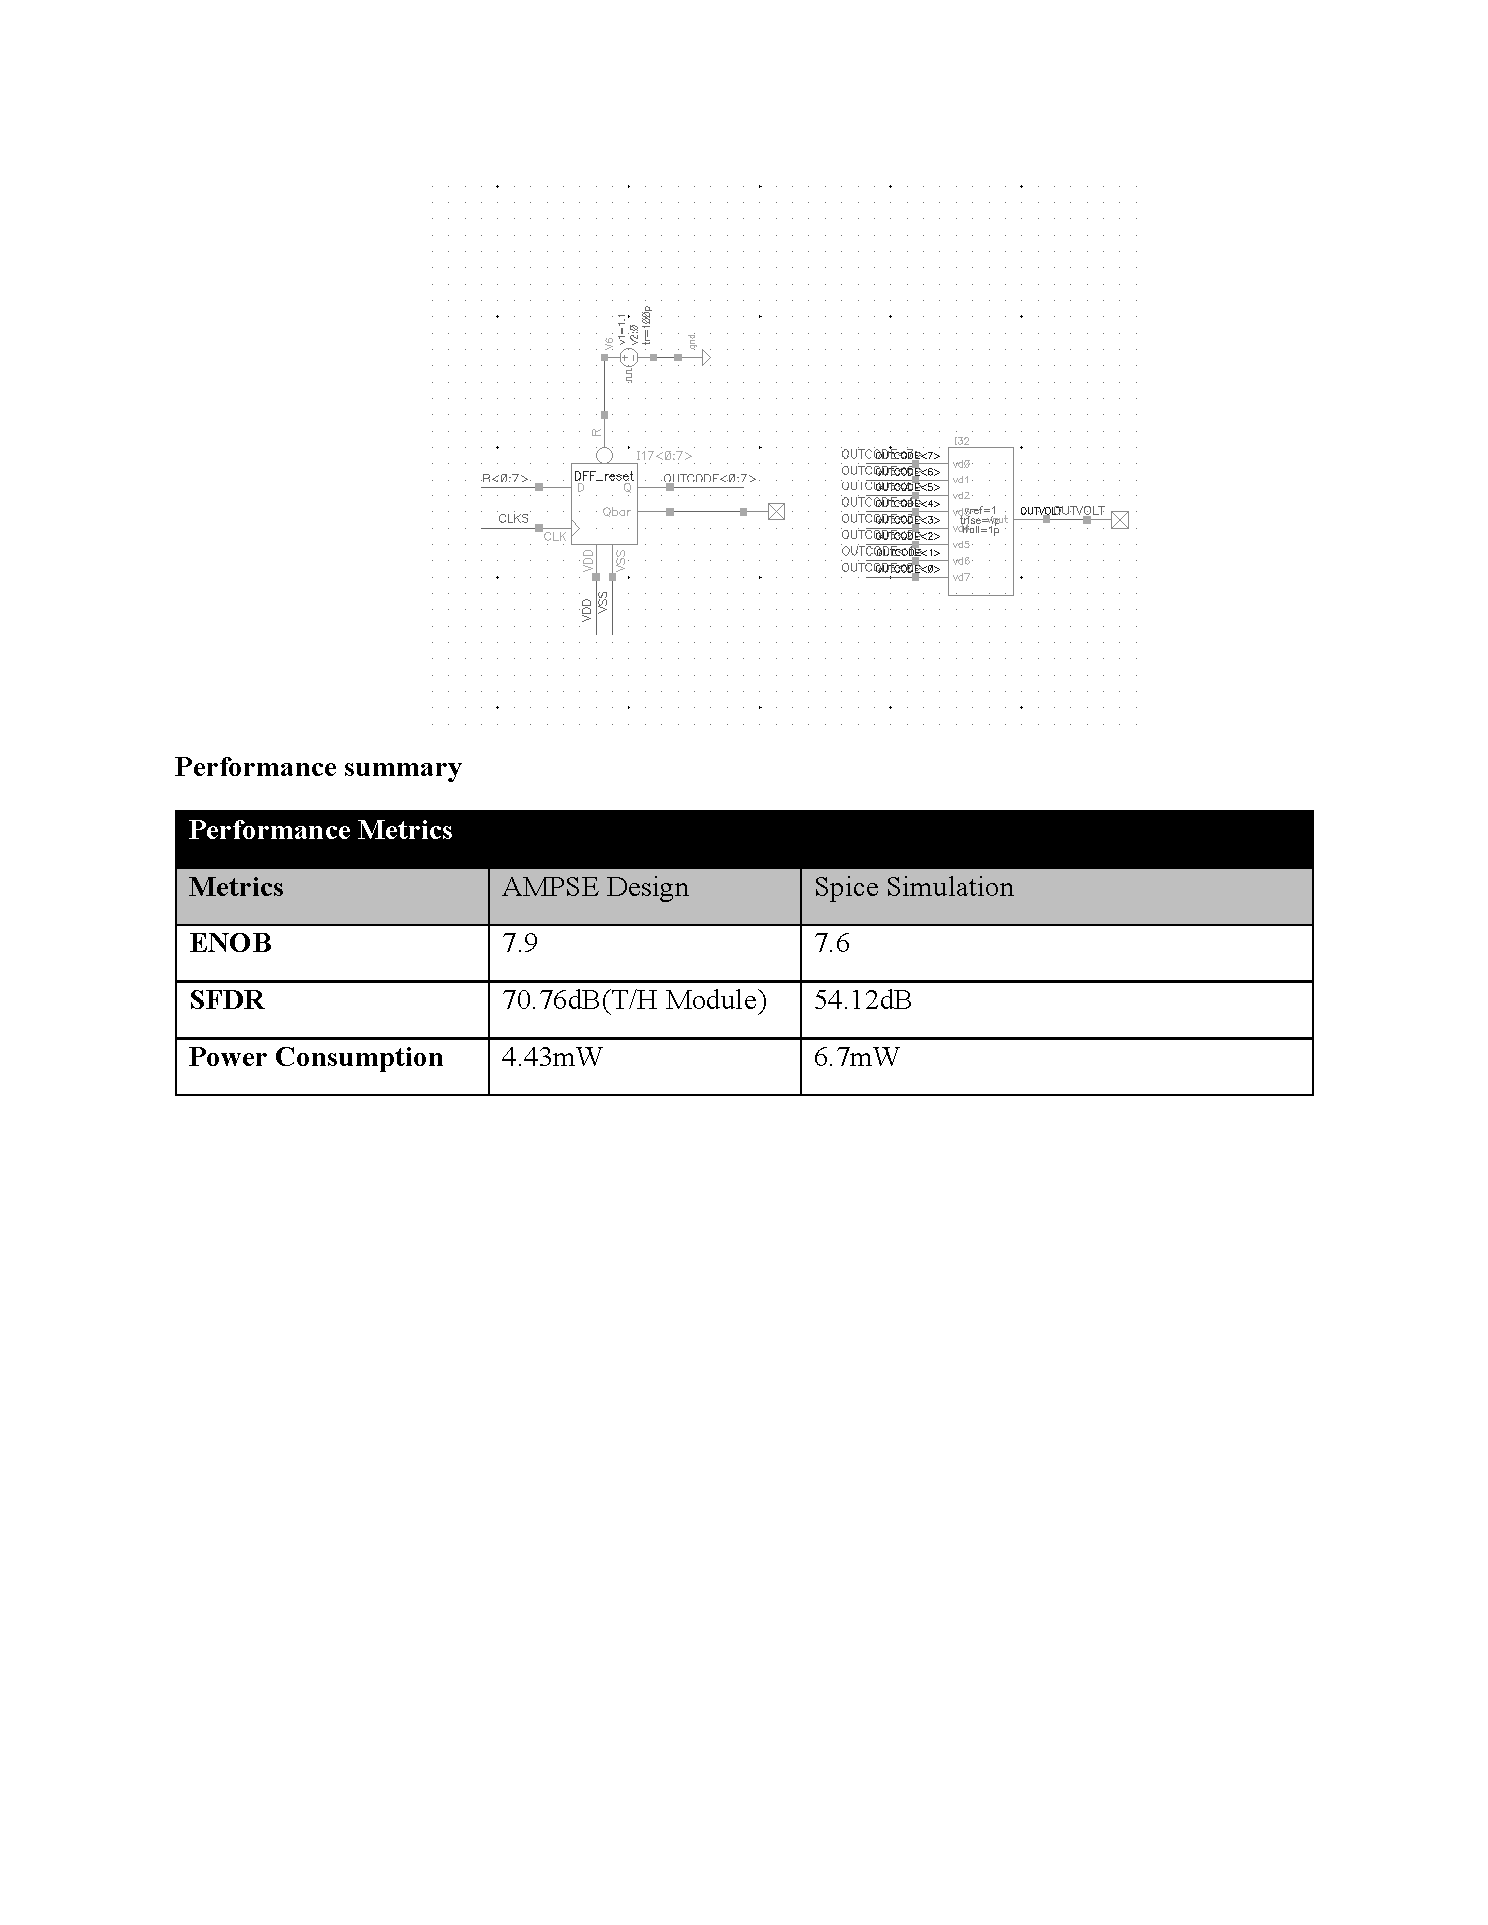 v1=1.1
v2:0
tr=100p
V6
gnd
R
I17<0:7>
DFF_reset
B<0:7>
D
Q
OUTCODE<0:7>
Qbar
CLKS
CLK
VDD
VSS
VDD
VSS
I32
OUTCODE<7>
vd0
OUTCODE<6>
vd1
OUTCODE<5>
vd2
OUTCODE<4>
vref=1
OUTCODE<3>
trise=1p
OUTVOLT
OUTVOLT
OUTCODE<2>
tfall=1p
vd5
OUTCODE<1>
vd6
OUTCODE<0>
vd7
Performance summary
Performance Metrics
Metrics AMPSE Design Spice Simulation
ENOB 7.9 7.6
SFDR 70.76dB(T/H Module) 54.12dB
Power Consumption 4.43mW 6.7mW